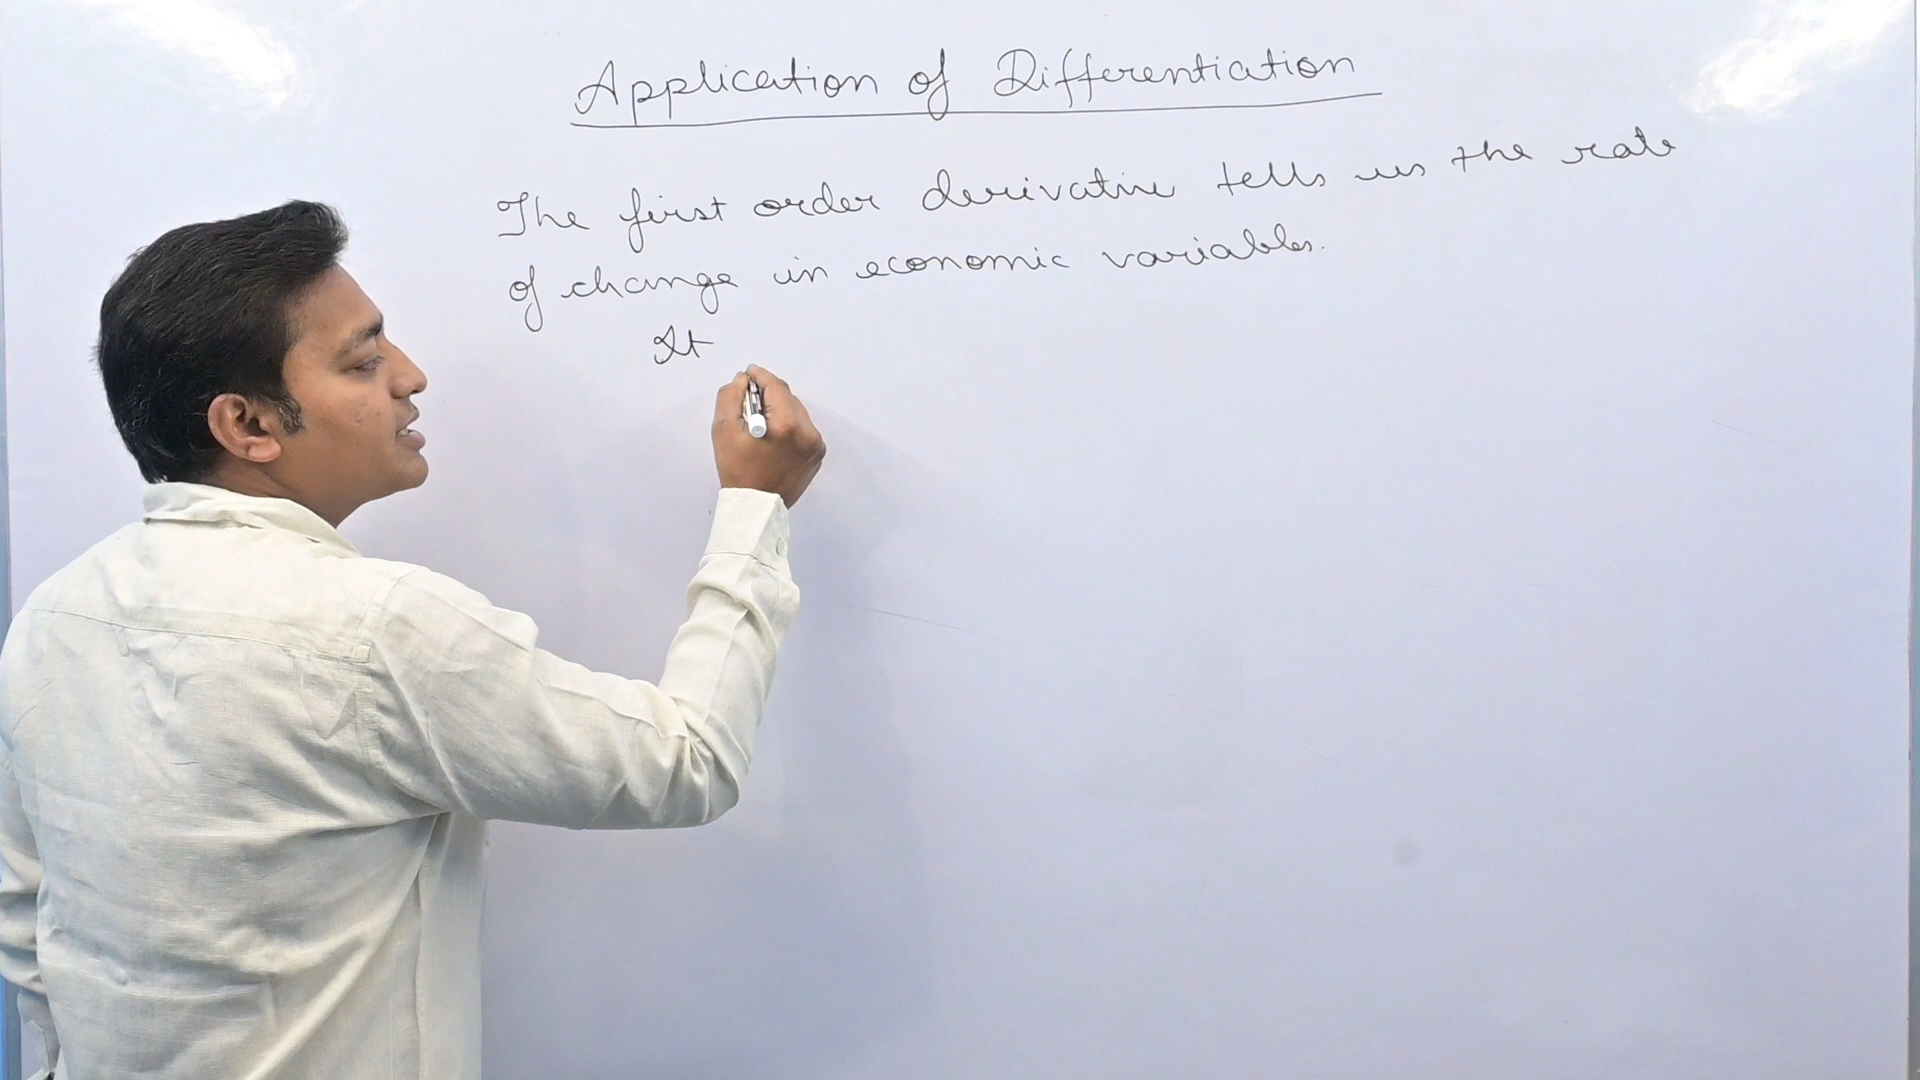 Application of Differentiation
The first order derivative tells us the rate
of change in economic variables.
It